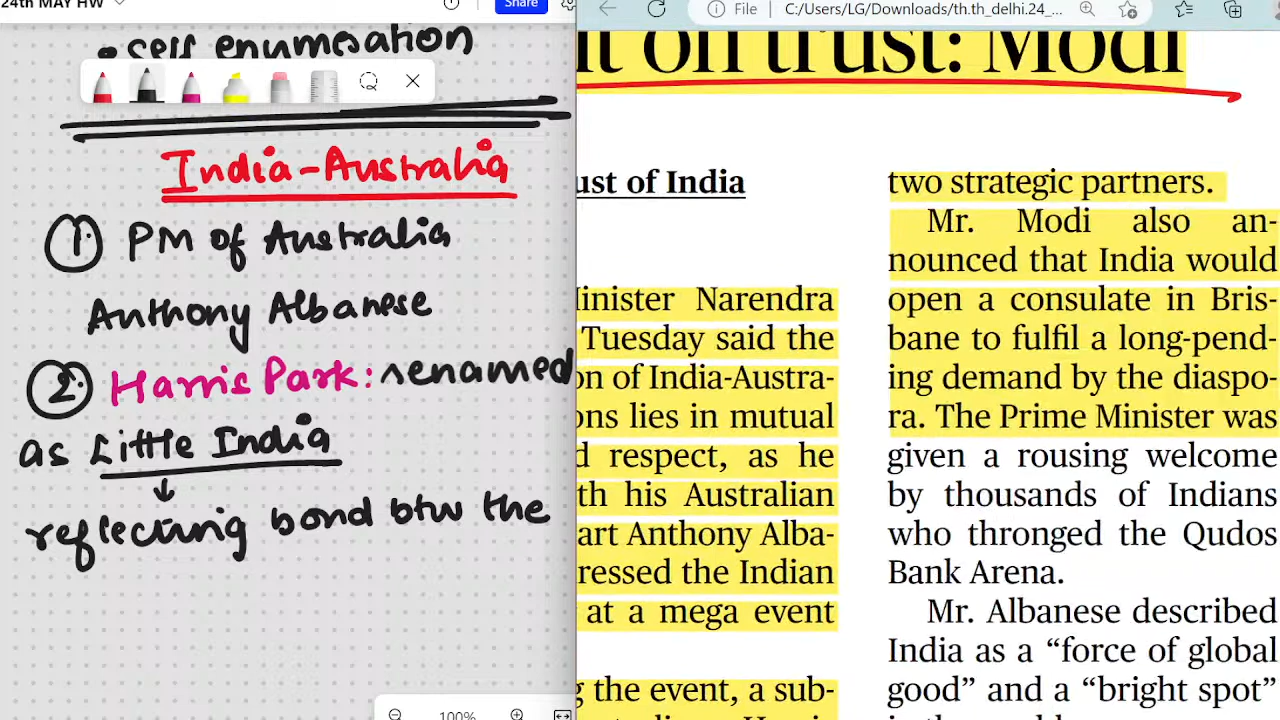 24th MAY HW
Share
• self enumeration
India-Australia
1. PM of Australia
Anthony Albanese
2. Harris Park: renamed
as Little India
reflecting bond btw the
100%
File
C:/Users/LG/Downloads/th.th_delhi.24_...
on trust: Modi
ust of India
inister Narendra
Tuesday said the
on of India-Austra-
ons lies in mutual
d respect, as he
th his Australian
art Anthony Alba-
ressed the Indian
at a mega event
g the event, a sub-
two strategic partners.
Mr. Modi also an-
nounced that India would
open a consulate in Bris-
bane to fulfil a long-pend-
ing demand by the diaspo-
ra. The Prime Minister was
given a rousing welcome
by thousands of Indians
who thronged the Qudos
Bank Arena.
Mr. Albanese described
India as a “force of global
good” and a “bright spot”